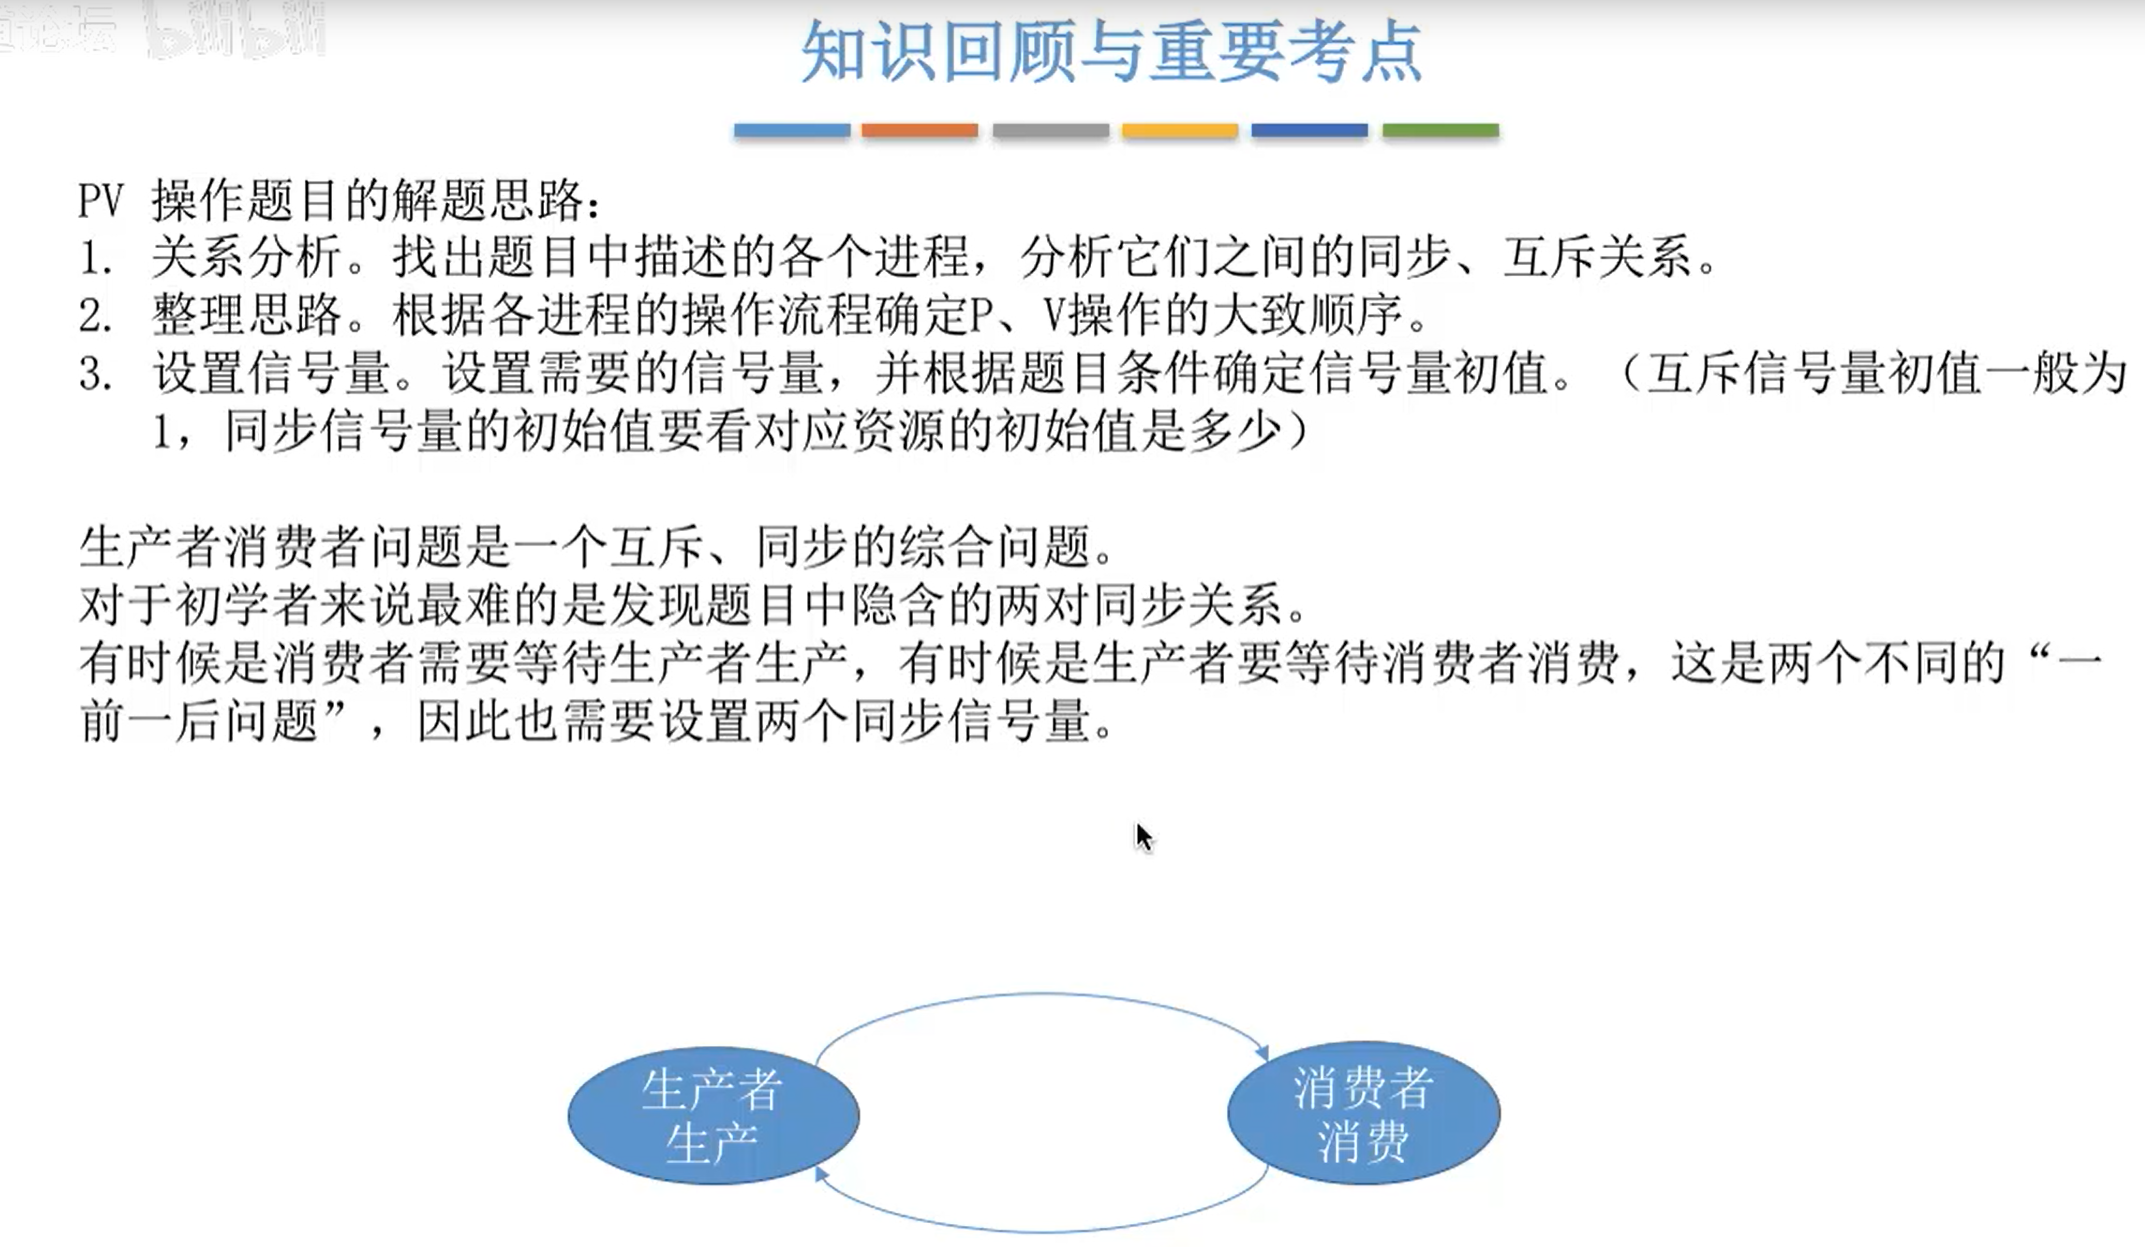 论坛 bilibili
知识回顾与重要考点
PV 操作题目的解题思路：
1. 关系分析。找出题目中描述的各个进程，分析它们之间的同步、互斥关系。
2. 整理思路。根据各进程的操作流程确定P、V操作的大致顺序。
3. 设置信号量。设置需要的信号量，并根据题目条件确定信号量初值。（互斥信号量初值一般为
1，同步信号量的初始值要看对应资源的初始值是多少）
生产者消费者问题是一个互斥、同步的综合问题。
对于初学者来说最难的是发现题目中隐含的两对同步关系。
有时候是消费者需要等待生产者生产，有时候是生产者要等待消费者消费，这是两个不同的“一
前一后问题”，因此也需要设置两个同步信号量。
生产者
生产
消费者
消费